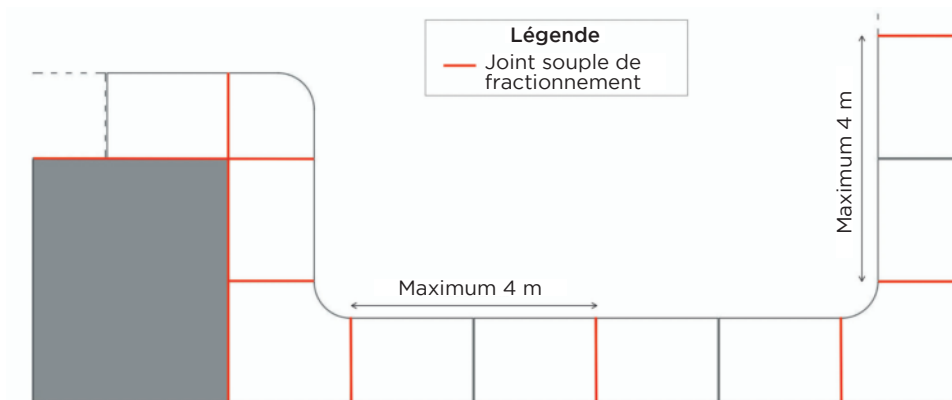 Légende
Joint souple de
fractionnement
Maximum 4 m
Maximum 4 m